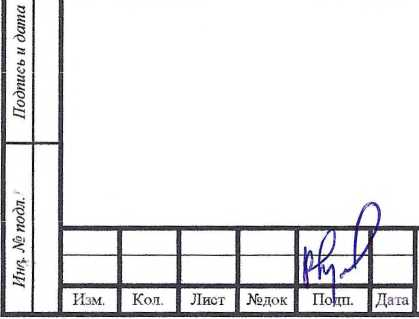 Подпись и дата
Инв. № подл.
Изм. Кол. Лист №док Подп. Дата